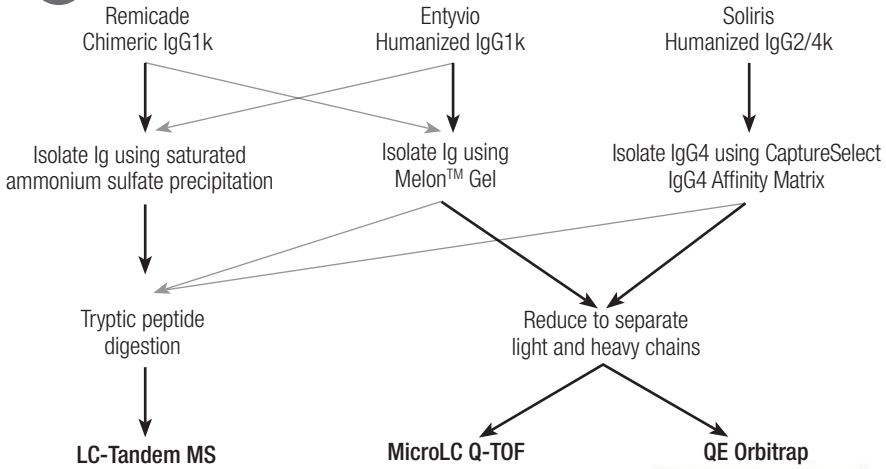 Remicade
Chimeric IgG1k
Entyvio
Humanized IgG1k
Soliris
Humanized IgG2/4k
Isolate Ig using saturated
ammonium sulfate precipitation
Isolate Ig using
Melon™ Gel
Isolate IgG4 using CaptureSelect
IgG4 Affinity Matrix
Tryptic peptide
digestion
Reduce to separate
light and heavy chains
LC-Tandem MS
MicroLC Q-TOF
QE Orbitrap